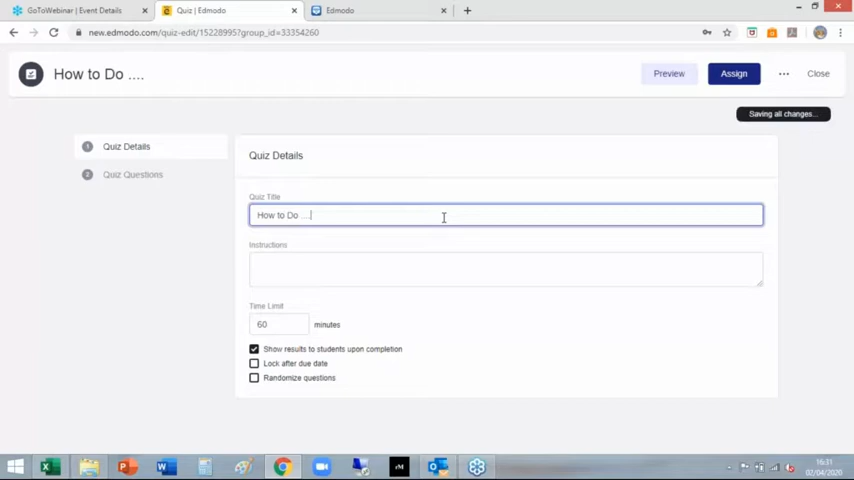 GoToWebinar | Event Details
Quiz | Edmodo
Edmodo
new.edmodo.com/quiz-edit/15228995?group_id=33354260
How to Do ....
Preview
Assign
Close
Saving all changes...
1 Quiz Details
2 Quiz Questions
Quiz Details
Quiz Title
How to Do ....
Instructions
Time Limit
60 minutes
Show results to students upon completion
Lock after due date
Randomize questions
16:31
02/04/2020